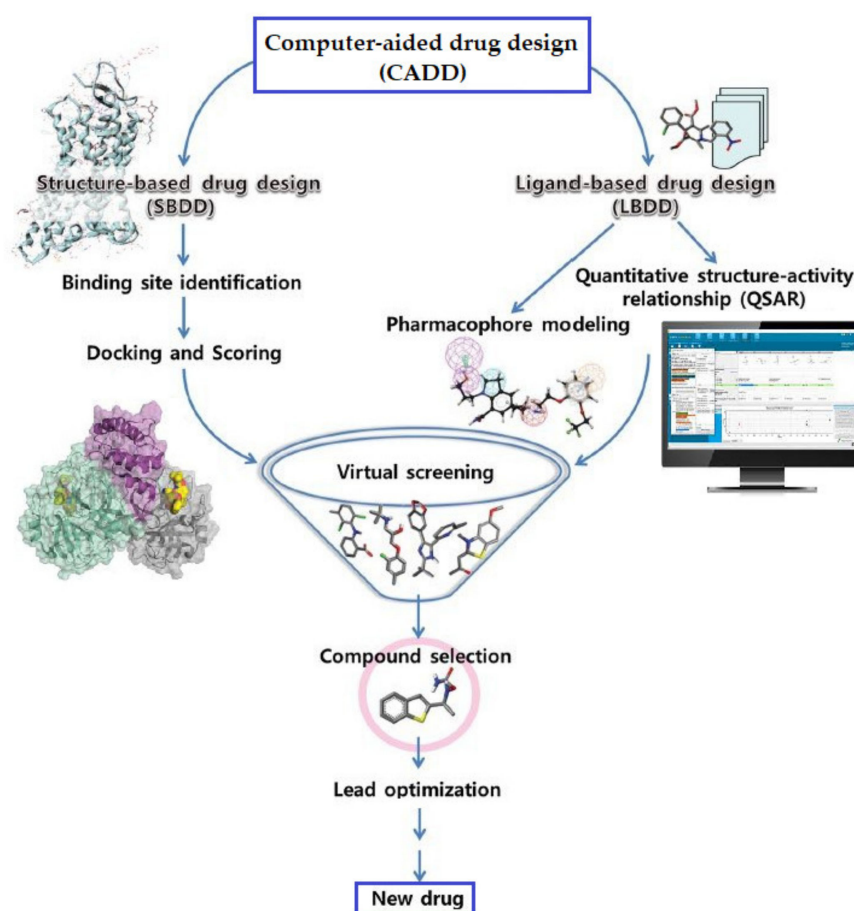 Computer-aided drug design
(CADD)
Structure-based drug design
(SBDD)
Ligand-based drug design
(LBDD)
Binding site identification
Quantitative structure-activity
relationship (QSAR)
Pharmacophore modeling
Docking and Scoring
Virtual screening
Compound selection
Lead optimization
New drug